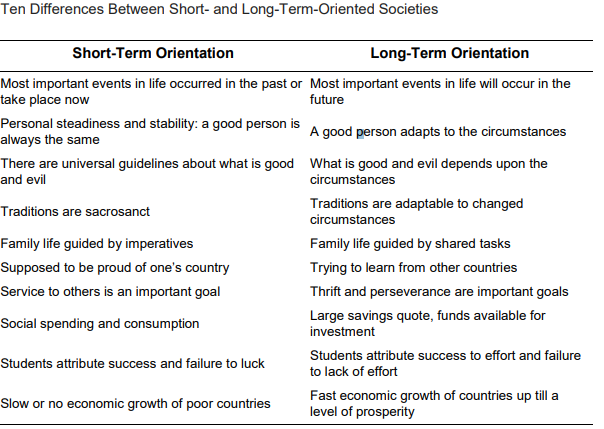 Ten Differences Between Short- and Long-Term-Oriented Societies
Short-Term Orientation
Long-Term Orientation
Most important events in life occurred in the past or
take place now
Most important events in life will occur in the
future
Personal steadiness and stability: a good person is
always the same
A good person adapts to the circumstances
There are universal guidelines about what is good
and evil
What is good and evil depends upon the
circumstances
Traditions are sacrosanct
Traditions are adaptable to changed
circumstances
Family life guided by imperatives
Family life guided by shared tasks
Supposed to be proud of one’s country
Trying to learn from other countries
Service to others is an important goal
Thrift and perseverance are important goals
Social spending and consumption
Large savings quote, funds available for
investment
Students attribute success and failure to luck
Students attribute success to effort and failure
to lack of effort
Slow or no economic growth of poor countries
Fast economic growth of countries up till a
level of prosperity